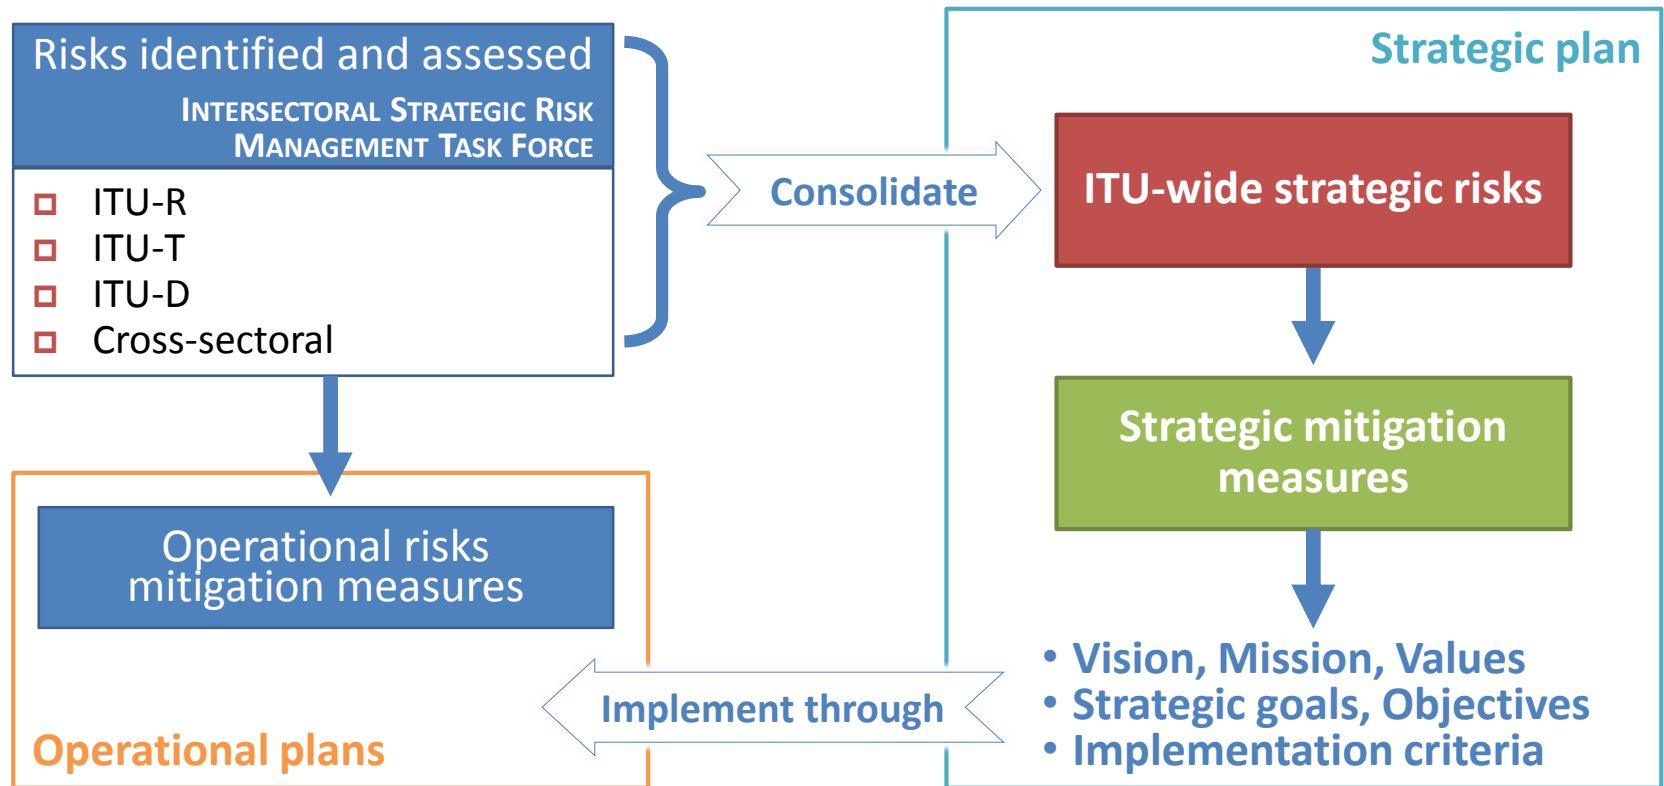 Risks identified and assessed
INTERSECTORAL STRATEGIC RISK
MANAGEMENT TASK FORCE
ITU-R
ITU-T
ITU-D
Cross-sectoral
Consolidate
Strategic plan
ITU-wide strategic risks
Strategic mitigation
measures
• Vision, Mission, Values
• Strategic goals, Objectives
• Implementation criteria
Implement through
Operational risks
mitigation measures
Operational plans